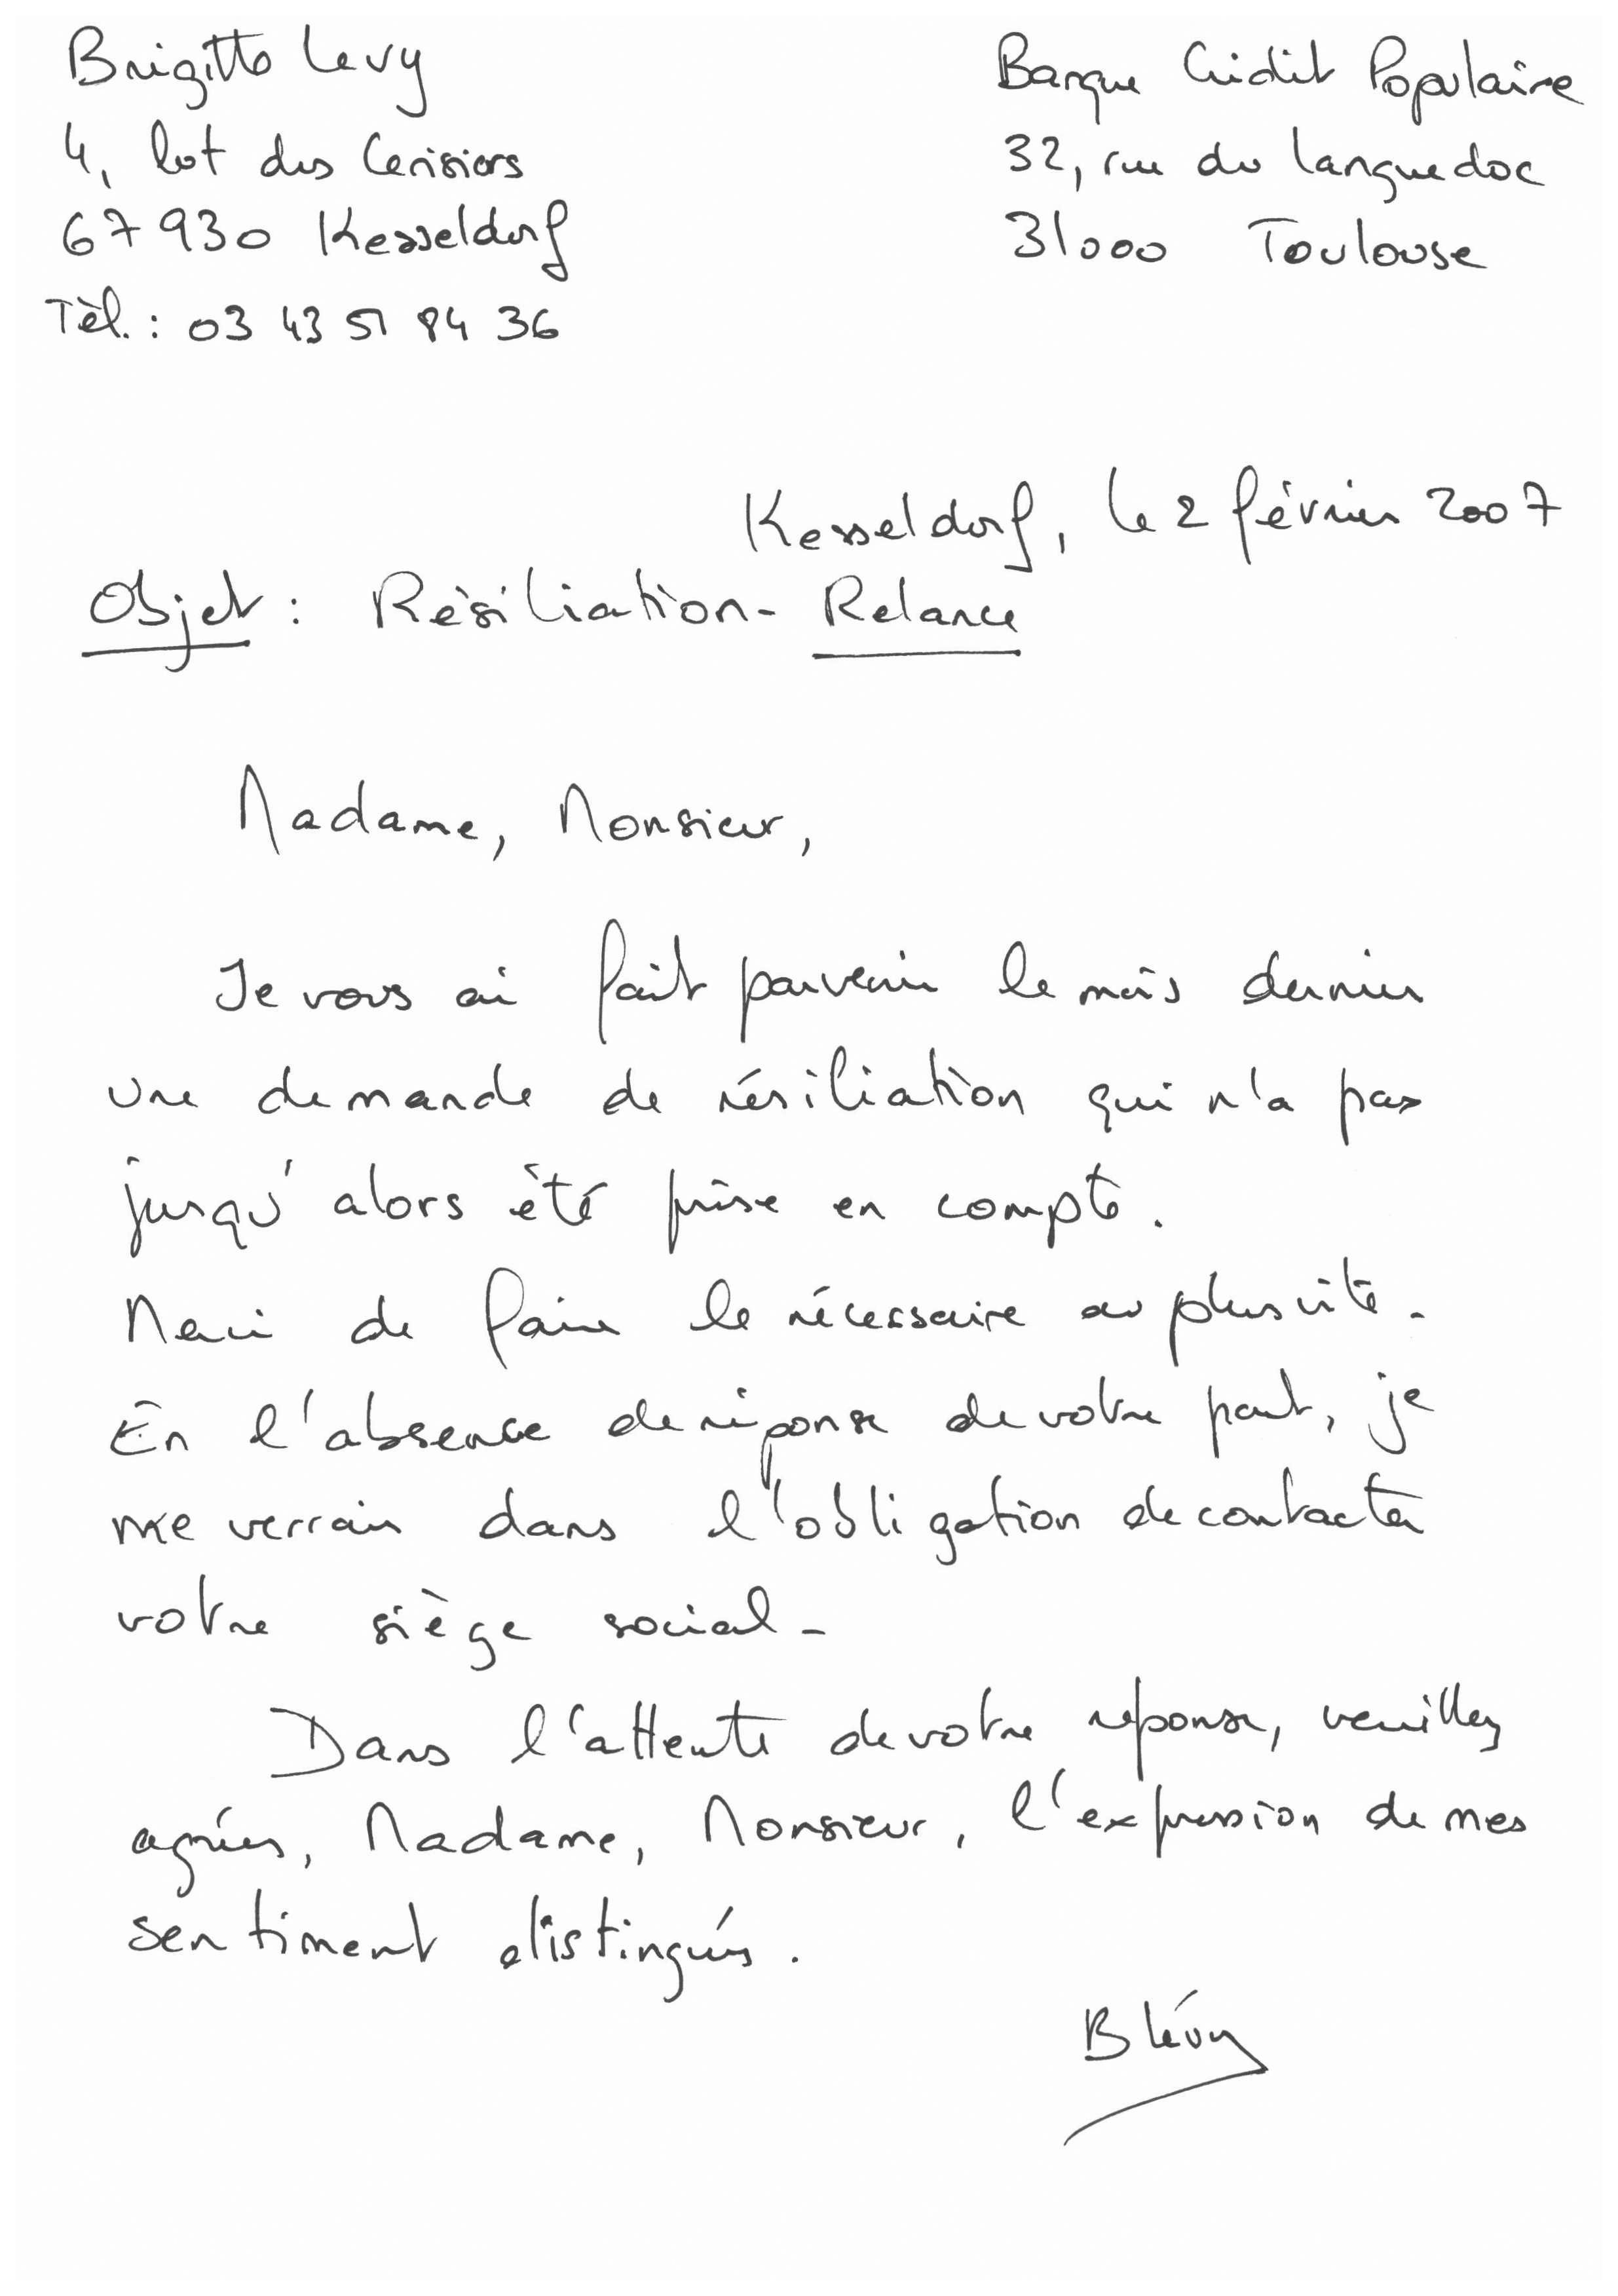 Brigitte Levy
4, lot des Cerisiers
67930 Kesseldorf
Tèl.: 03 43 51 84 36
Banque Crédit Populaire
32, rue du Languedoc
31000 Toulouse
Kesseldorf, le 2 février 2007
Objet : Résiliation - Relance
Madame, Monsieur,
Je vous ai fait parvenir le mois dernier
une demande de résiliation qui n'a pas
jusqu'alors été prise en compte.
Merci de faire le nécessaire au plus vite.
En l'absence de réponse de votre part, je
me verrais dans l'obligation de contacter
votre siège social.
Dans l'attente de votre reponse, veuillez
agréer, Madame, Monsieur, l'expression de mes
sentiment distingués.
B Lévy